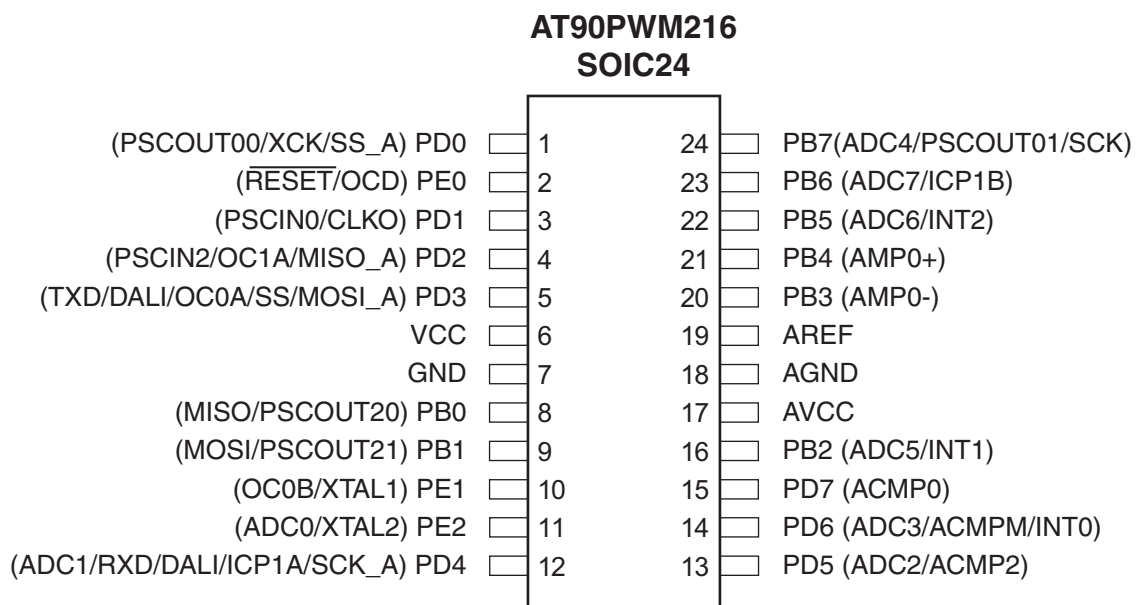 AT90PWM216
SOIC24
(PSCOUT00/XCK/SS_A) PD0 1 24 PB7(ADC4/PSCOUT01/SCK)
(RESET/OCD) PE0 2 23 PB6 (ADC7/ICP1B)
(PSCIN0/CLKO) PD1 3 22 PB5 (ADC6/INT2)
(PSCIN2/OC1A/MISO_A) PD2 4 21 PB4 (AMP0+)
(TXD/DALI/OC0A/SS/MOSI_A) PD3 5 20 PB3 (AMP0-)
VCC 6 19 AREF
GND 7 18 AGND
(MISO/PSCOUT20) PB0 8 17 AVCC
(MOSI/PSCOUT21) PB1 9 16 PB2 (ADC5/INT1)
(OC0B/XTAL1) PE1 10 15 PD7 (ACMP0)
(ADC0/XTAL2) PE2 11 14 PD6 (ADC3/ACMPM/INT0)
(ADC1/RXD/DALI/ICP1A/SCK_A) PD4 12 13 PD5 (ADC2/ACMP2)